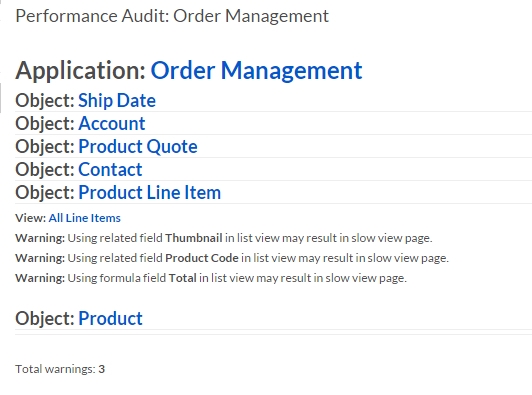 Performance Audit: Order Management
Application: Order Management
Object: Ship Date
Object: Account
Object: Product Quote
Object: Contact
Object: Product Line Item
View: All Line Items
Warning: Using related field Thumbnail in list view may result in slow view page.
Warning: Using related field Product Code in list view may result in slow view page.
Warning: Using formula field Total in list view may result in slow view page.
Object: Product
Total warnings: 3